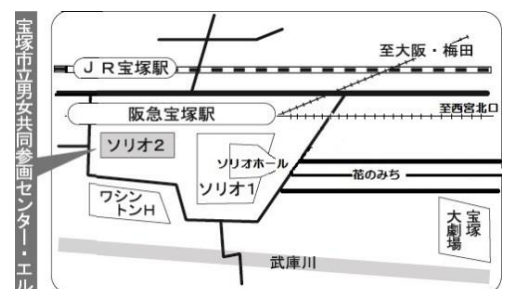 宝塚市立男女共同参画センター・エル
至大阪・梅田
JR宝塚駅
阪急宝塚駅
至西宮北口
ソリオ2
ソリオホール
ソリオ1
花のみち
ワシン
トンH
宝塚
大劇場
武庫川